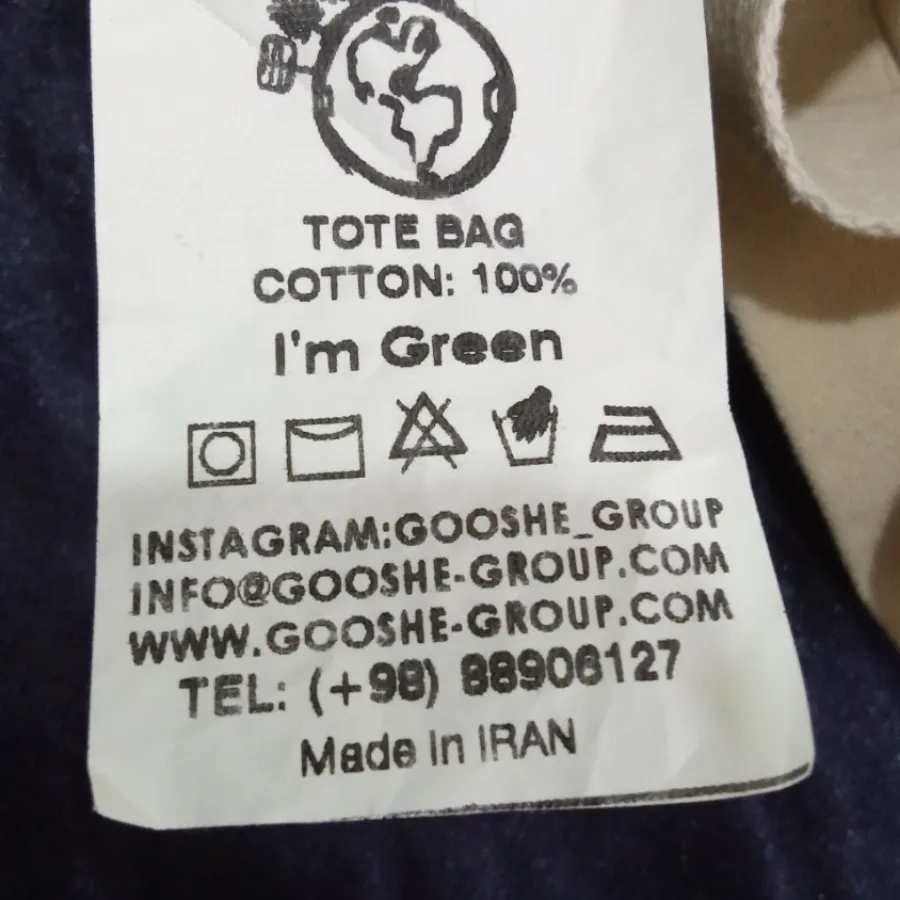 TOTE BAG
COTTON: 100%
I'm Green
INSTAGRAM:GOOSHE_GROUP
INFO@GOOSHE-GROUP.COM
WWW.GOOSHE-GROUP.COM
TEL: (+98) 88906127
Made In IRAN